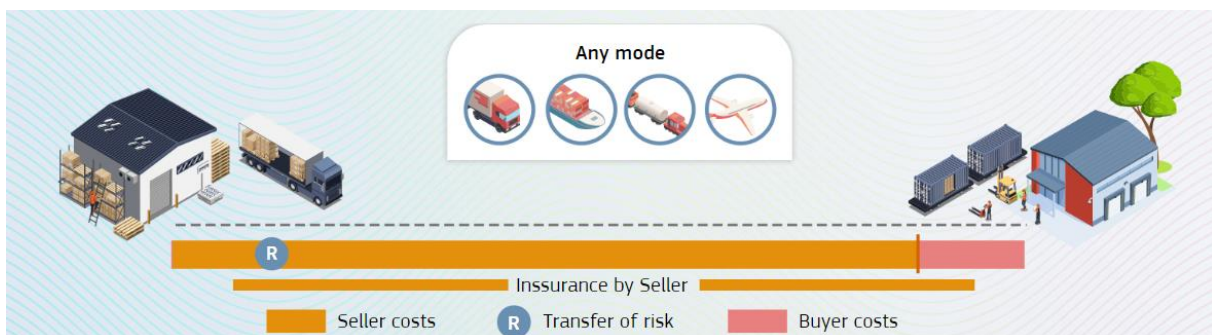 Any mode
R
Inssurance by Seller
Seller costs R Transfer of risk Buyer costs